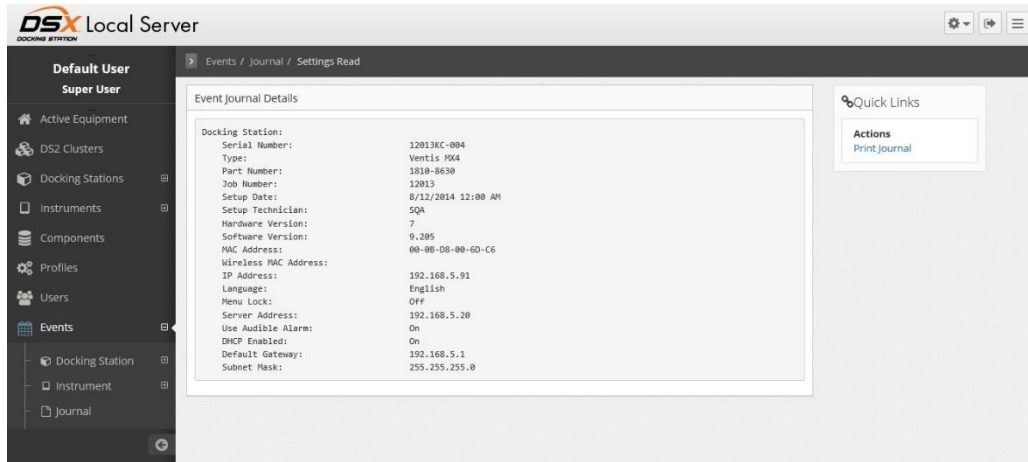 DSX Local Server
DOCKING STATION
Default User
Super User
Active Equipment
DS2 Clusters
Docking Stations
Instruments
Components
Profiles
Users
Events
Docking Station
Instrument
Journal
Events / Journal / Settings Read
Event Journal Details
Docking Station:
Serial Number: 12013KC-004
Type: Ventis MX4
Part Number: 1810-8630
Job Number: 12013
Setup Date: 8/12/2014 12:00 AM
Setup Technician: SQA
Hardware Version: 7
Software Version: 9.205
MAC Address: 00-0B-D8-00-6D-C6
Wireless MAC Address:
IP Address: 192.168.5.91
Language: English
Menu Lock: Off
Server Address: 192.168.5.20
Use Audible Alarm: On
DHCP Enabled: On
Default Gateway: 192.168.5.1
Subnet Mask: 255.255.255.0
Quick Links
Actions
Print Journal